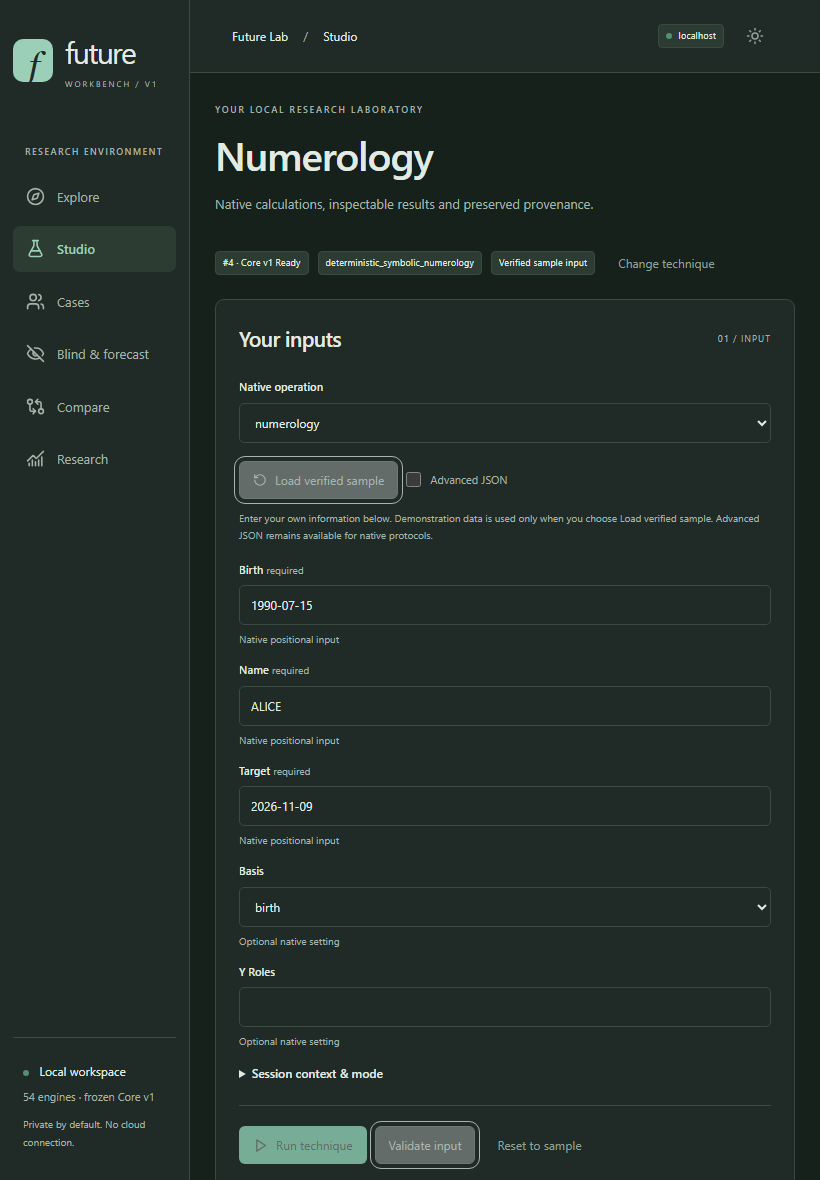 f future
WORKBENCH / V1
RESEARCH ENVIRONMENT
Explore
Studio
Cases
Blind & forecast
Compare
Research
Local workspace
54 engines · frozen Core v1
Private by default. No cloud
connection.
Future Lab / Studio
localhost
YOUR LOCAL RESEARCH LABORATORY
Numerology
Native calculations, inspectable results and preserved provenance.
#4 · Core v1 Ready
deterministic_symbolic_numerology
Verified sample input
Change technique
Your inputs
01 / INPUT
Native operation
numerology
Load verified sample
Advanced JSON
Enter your own information below. Demonstration data is used only when you choose Load verified sample. Advanced
JSON remains available for native protocols.
Birth required
1990-07-15
Native positional input
Name required
ALICE
Native positional input
Target required
2026-11-09
Native positional input
Basis
birth
Optional native setting
Y Roles
Optional native setting
Session context & mode
Run technique
Validate input
Reset to sample